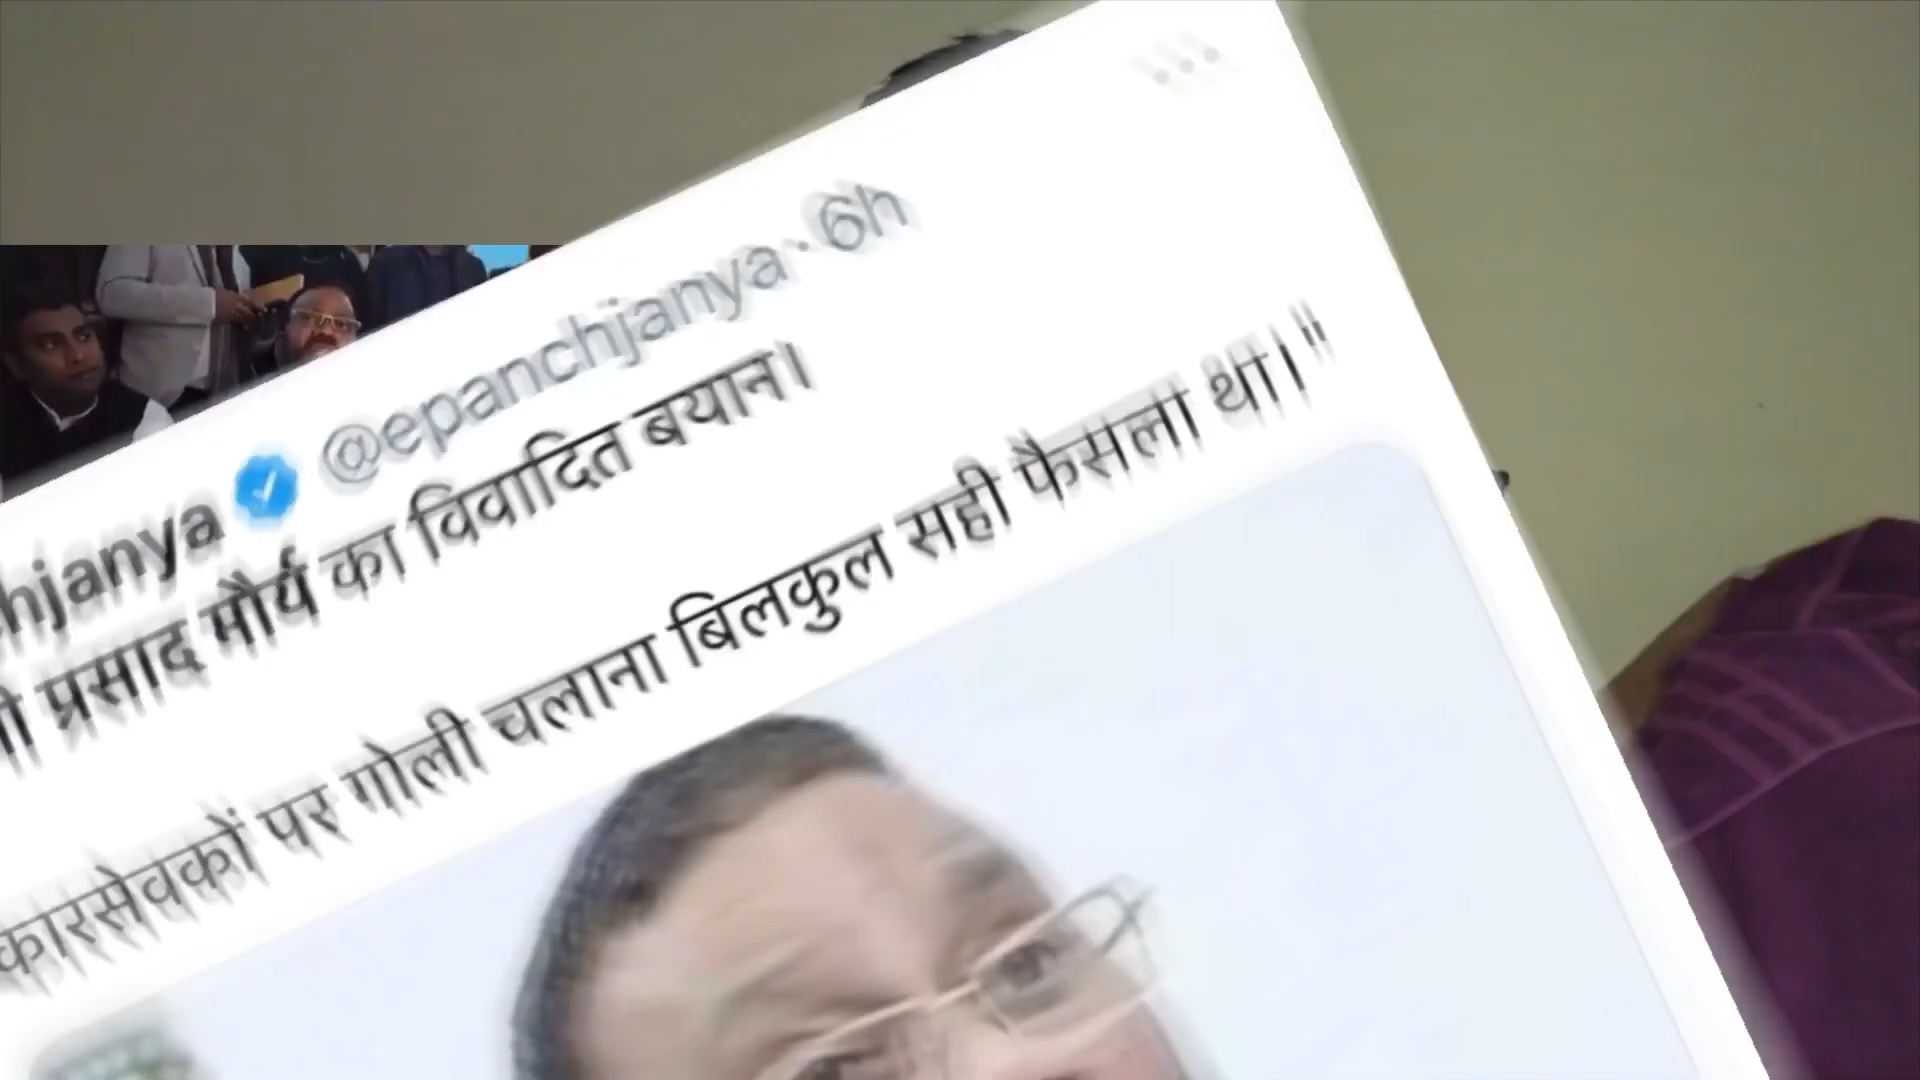 hjanya @epanchjanya · 6h
प्रसाद मौर्य का विवादित बयान।
कारसेवकों पर गोली चलाना बिलकुल सही फैसला था।"